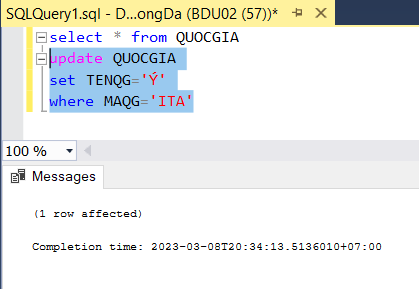 SQLQuery1.sql - D...ongDa (BDU02 (57))*
select * from QUOCGIA
update QUOCGIA
set TENQG='Ý'
where MAQG='ITA'
100 %
Messages
(1 row affected)
Completion time: 2023-03-08T20:34:13.5136010+07:00